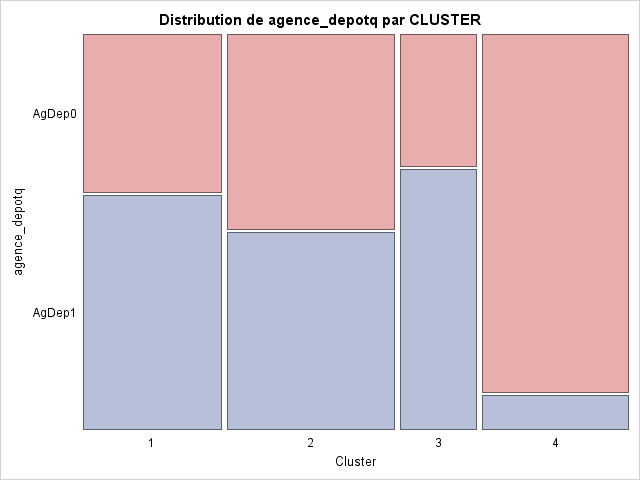 Distribution de agence_depotq par CLUSTER
AgDep0
agence_depotq
AgDep1
1 2 3 4
Cluster